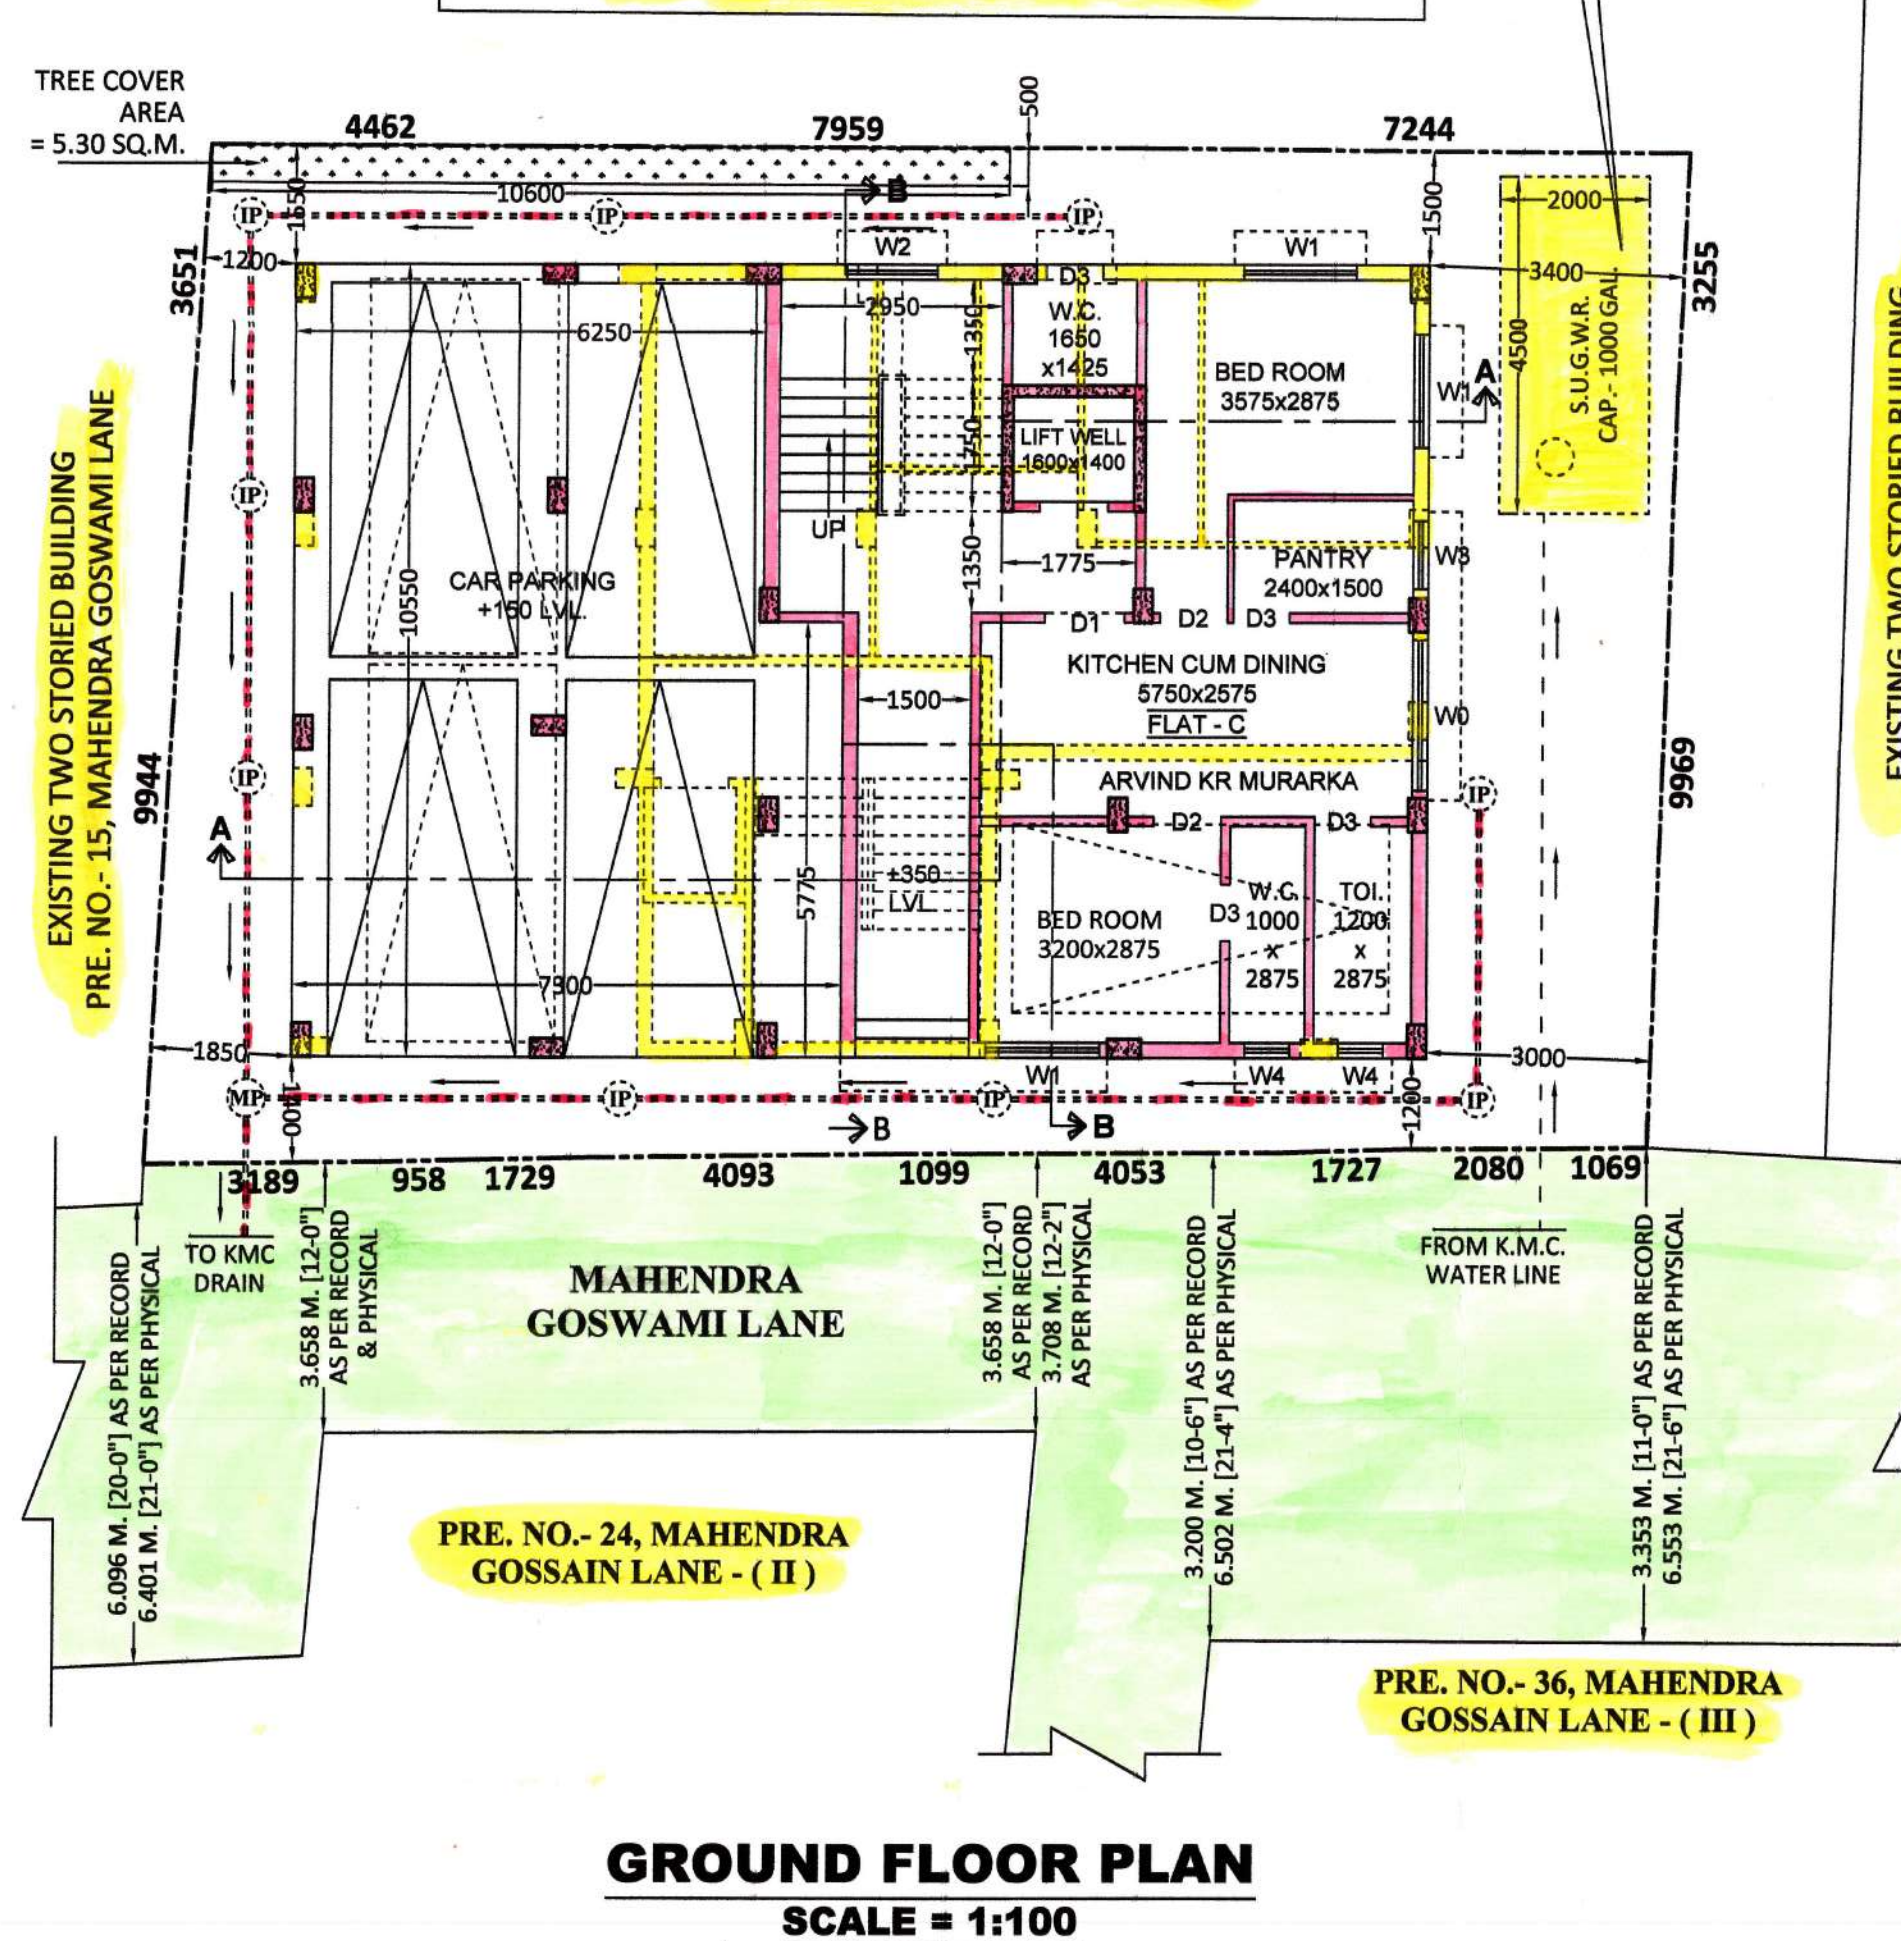 TREE COVER
AREA
= 5.30 SQ.M.
4462
7959
7244
500
10600
B
1650
1500
2000
IP
IP
IP
W2
W1
3651
1200
D3
3400
3255
2950
1350
W.C.
1650
x1425
6250
4500
S.U.G.W.R.
CAP.- 1000 GAL.
BED ROOM
3575x2875
W1
A
LIFT WELL
1600x1400
750
IP
UP
1350
1775
PANTRY
2400x1500
W3
CAR PARKING
+150 LVL.
10550
D1
D2
D3
KITCHEN CUM DINING
5750x2575
FLAT - C
1500
W0
EXISTING TWO STORIED BUILDING
PRE. NO.- 15, MAHENDRA GOSWAMI LANE
EXISTING TWO STORIED BUILDING
9944
9969
IP
ARVIND KR MURARKA
IP
A
D2
D3
5775
+350
LVL.
BED ROOM
3200x2875
D3
W.C.
1000
x
2875
TOI.
1200
x
2875
7300
1850
3000
W1
W4
W4
MP
1400
IP
IP
IP
1200
B
B
3189
958
1729
4093
1099
4053
1727
2080
1069
TO KMC
DRAIN
3.658 M. [12-0"]
AS PER RECORD
& PHYSICAL
MAHENDRA
GOSWAMI LANE
3.658 M. [12-0"]
AS PER RECORD
3.708 M. [12-2"]
AS PER PHYSICAL
FROM K.M.C.
WATER LINE
6.096 M. [20-0"] AS PER RECORD
6.401 M. [21-0"] AS PER PHYSICAL
3.200 M. [10-6"] AS PER RECORD
6.502 M. [21-4"] AS PER PHYSICAL
3.353 M. [11-0"] AS PER RECORD
6.553 M. [21-6"] AS PER PHYSICAL
PRE. NO.- 24, MAHENDRA
GOSSAIN LANE - ( II )
PRE. NO.- 36, MAHENDRA
GOSSAIN LANE - ( III )
GROUND FLOOR PLAN
SCALE = 1:100